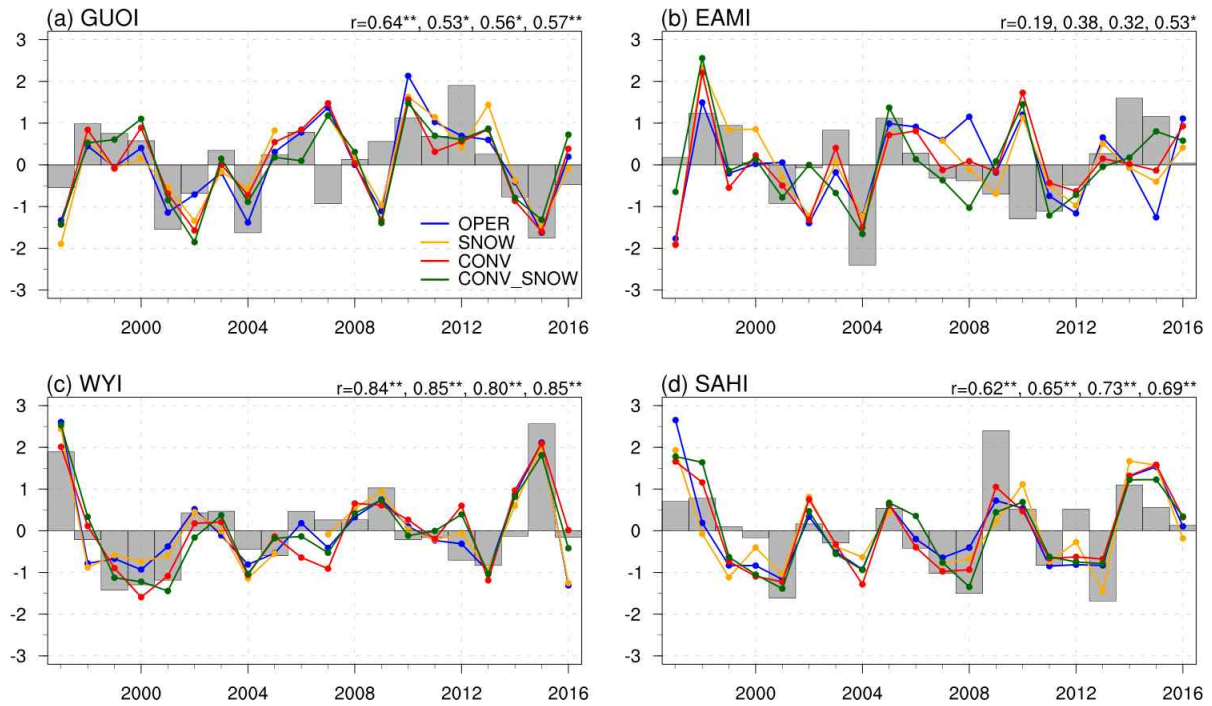 (a) GUOI
r=0.64**, 0.53*, 0.56*, 0.57**
3
2
1
0
-1
-2
-3
OPER
SNOW
CONV
CONV_SNOW
2000 2004 2008 2012 2016
(b) EAMI
r=0.19, 0.38, 0.32, 0.53*
3
2
1
0
-1
-2
-3
2000 2004 2008 2012 2016
(c) WYI
r=0.84**, 0.85**, 0.80**, 0.85**
3
2
1
0
-1
-2
-3
2000 2004 2008 2012 2016
(d) SAHI
r=0.62**, 0.65**, 0.73**, 0.69**
3
2
1
0
-1
-2
-3
2000 2004 2008 2012 2016